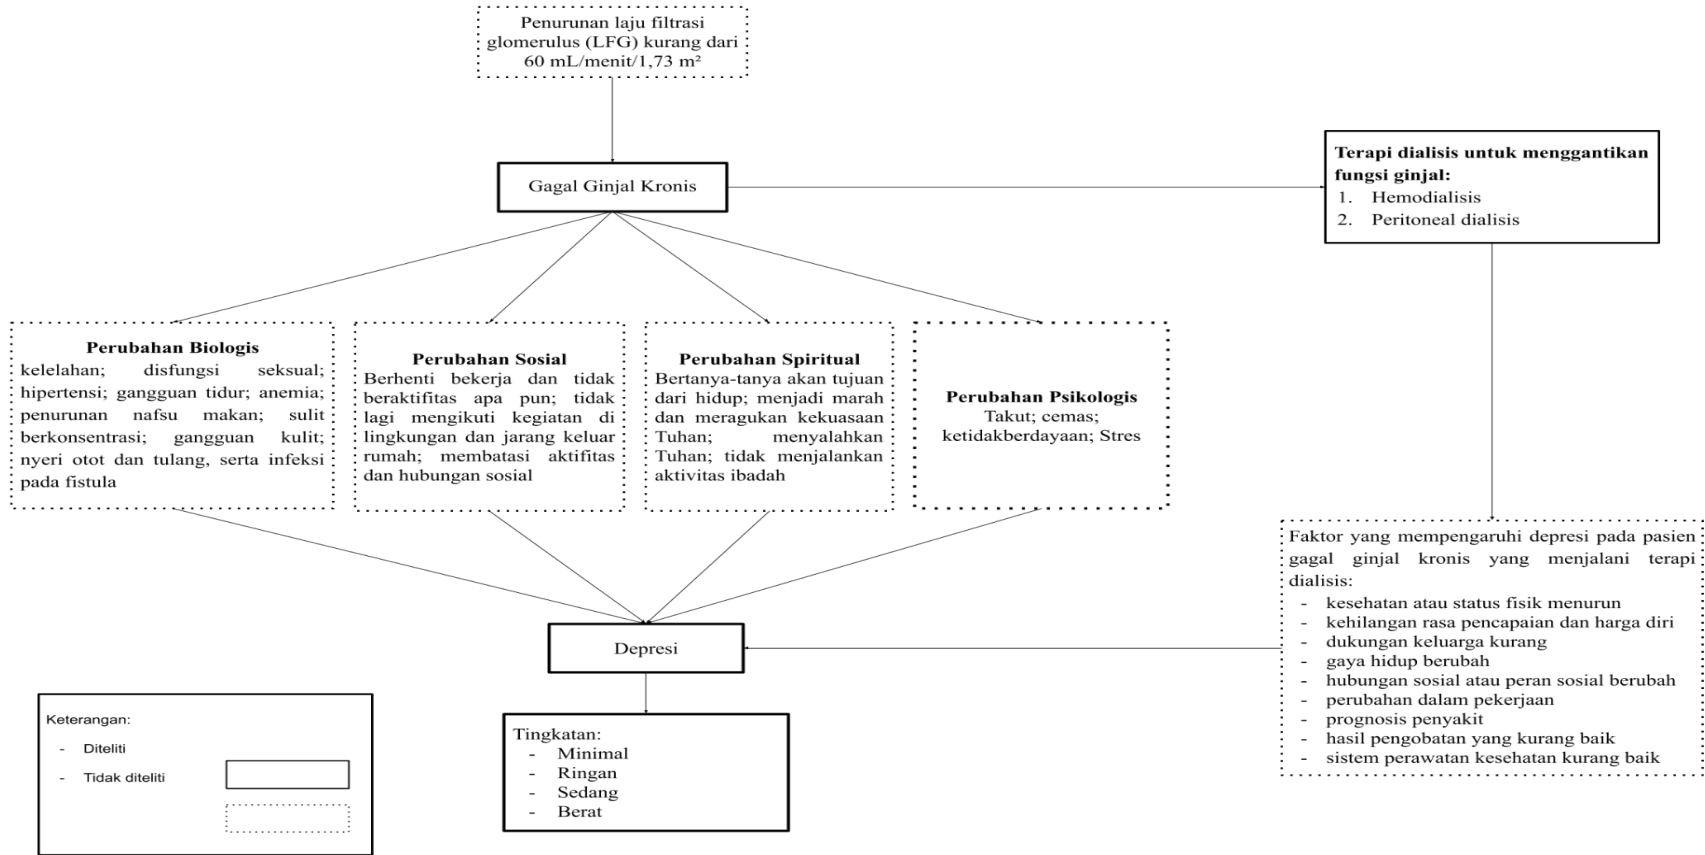 Penurunan laju filtrasi
glomerulus (LFG) kurang dari
60 mL/menit/1,73 m²
Gagal Ginjal Kronis
Terapi dialisis untuk menggantikan
fungsi ginjal:
1. Hemodialisis
2. Peritoneal dialisis
Perubahan Biologis
kelelahan; disfungsi seksual;
hipertensi; gangguan tidur; anemia;
penurunan nafsu makan; sulit
berkonsentrasi; gangguan kulit;
nyeri otot dan tulang, serta infeksi
pada fistula
Perubahan Sosial
Berhenti bekerja dan tidak
beraktifitas apa pun; tidak
lagi mengikuti kegiatan di
lingkungan dan jarang keluar
rumah; membatasi aktifitas
dan hubungan sosial
Perubahan Spiritual
Bertanya-tanya akan tujuan
dari hidup; menjadi marah
dan meragukan kekuasaan
Tuhan; menyalahkan
Tuhan; tidak menjalankan
aktivitas ibadah
Perubahan Psikologis
Takut; cemas;
ketidakberdayaan; Stres
Faktor yang mempengaruhi depresi pada pasien
gagal ginjal kronis yang menjalani terapi
dialisis:
- kesehatan atau status fisik menurun
- kehilangan rasa pencapaian dan harga diri
- dukungan keluarga kurang
- gaya hidup berubah
- hubungan sosial atau peran sosial berubah
- perubahan dalam pekerjaan
- prognosis penyakit
- hasil pengobatan yang kurang baik
- sistem perawatan kesehatan kurang baik
Depresi
Tingkatan:
- Minimal
- Ringan
- Sedang
- Berat
Keterangan:
- Diteliti
- Tidak diteliti